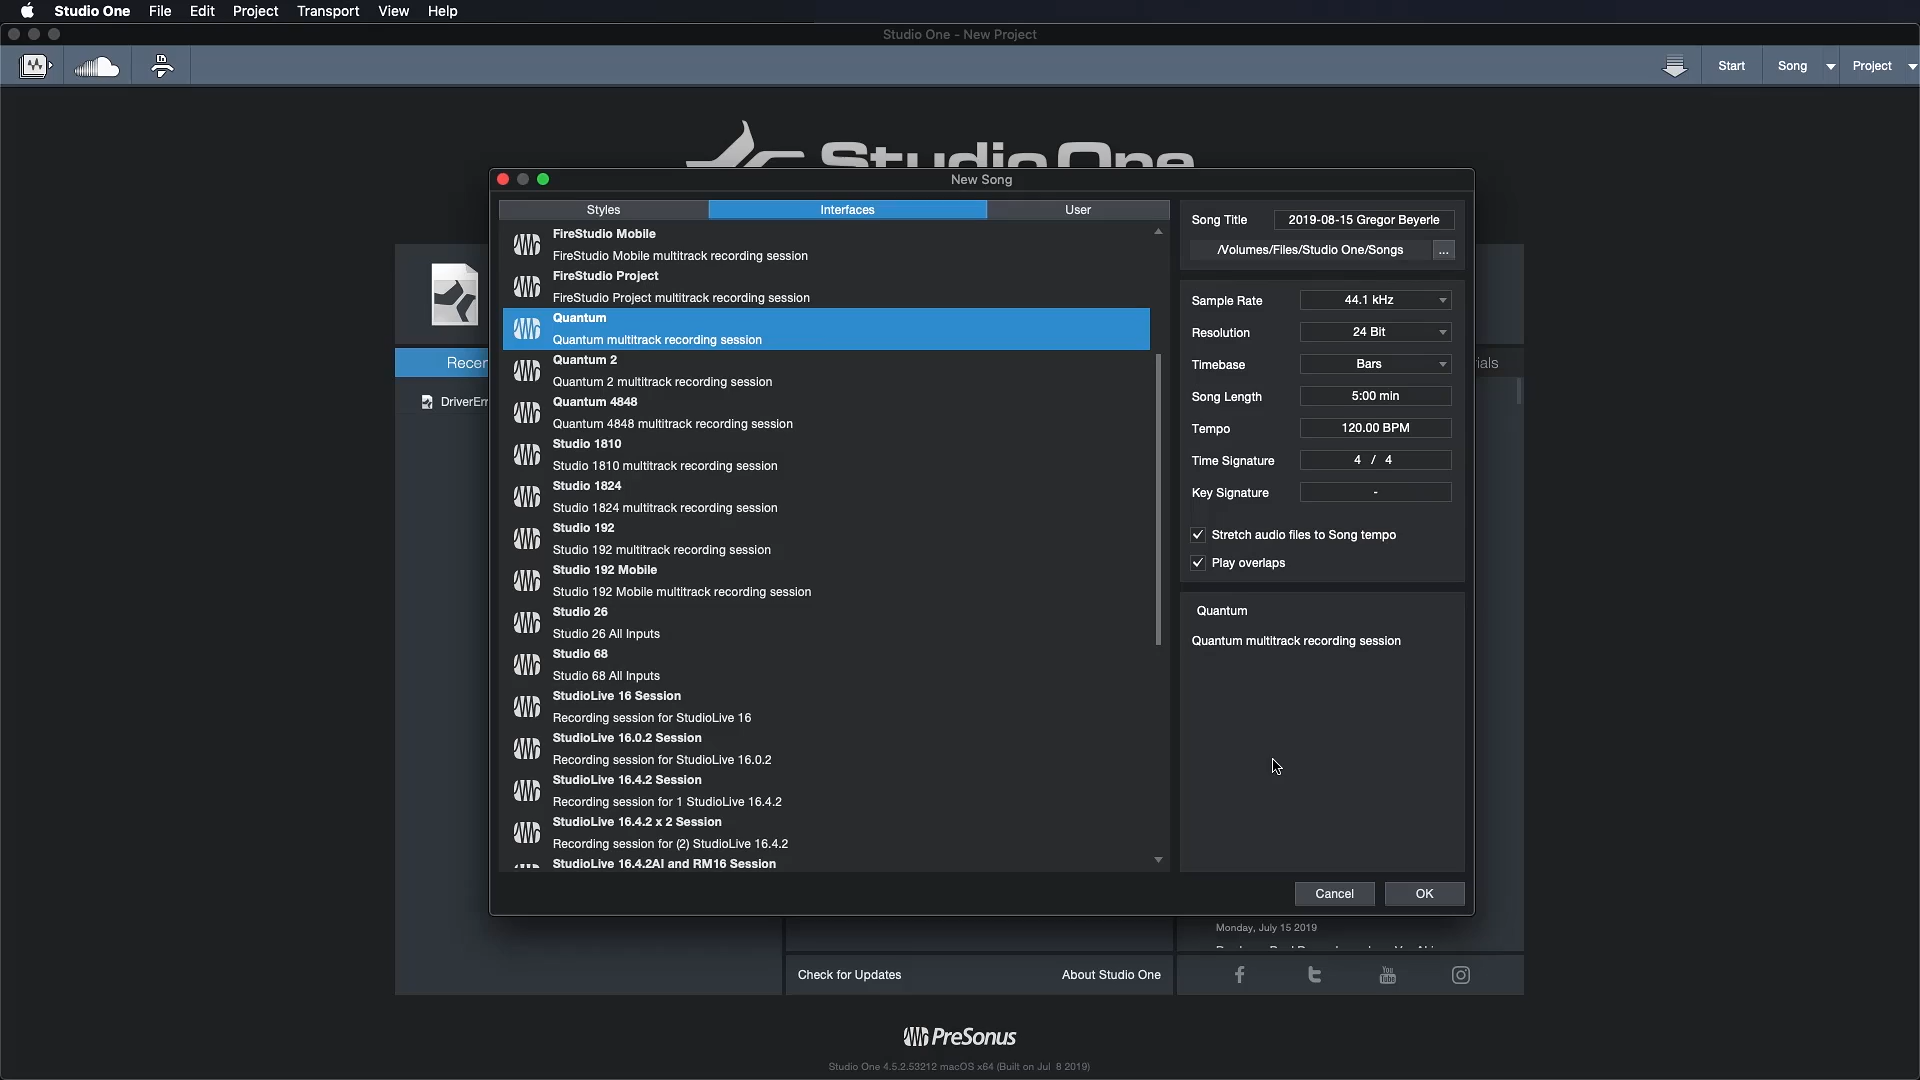 Studio One File Edit Project Transport View Help
Studio One - New Project
Start Song Project
Studio One
New Song
Styles Interfaces User
FireStudio Mobile
FireStudio Mobile multitrack recording session
FireStudio Project
FireStudio Project multitrack recording session
Quantum
Quantum multitrack recording session
Quantum 2
Quantum 2 multitrack recording session
Quantum 4848
Quantum 4848 multitrack recording session
Studio 1810
Studio 1810 multitrack recording session
Studio 1824
Studio 1824 multitrack recording session
Studio 192
Studio 192 multitrack recording session
Studio 192 Mobile
Studio 192 Mobile multitrack recording session
Studio 26
Studio 26 All Inputs
Studio 68
Studio 68 All Inputs
StudioLive 16 Session
Recording session for StudioLive 16
StudioLive 16.0.2 Session
Recording session for StudioLive 16.0.2
StudioLive 16.4.2 Session
Recording session for 1 StudioLive 16.4.2
StudioLive 16.4.2 x 2 Session
Recording session for (2) StudioLive 16.4.2
StudioLive 16.4.2AI and RM16 Session
Song Title 2019-08-15 Gregor Beyerle
/Volumes/Files/Studio One/Songs ...
Sample Rate 44.1 kHz
Resolution 24 Bit
Timebase Bars
Song Length 5:00 min
Tempo 120.00 BPM
Time Signature 4 / 4
Key Signature -
Stretch audio files to Song tempo
Play overlaps
Quantum
Quantum multitrack recording session
Cancel OK
Recen
DriverErr
ials
Monday, July 15 2019
Check for Updates About Studio One
You Tube
PreSonus
Studio One 4.5.2.53212 macOS x64 (Built on Jul 8 2019)